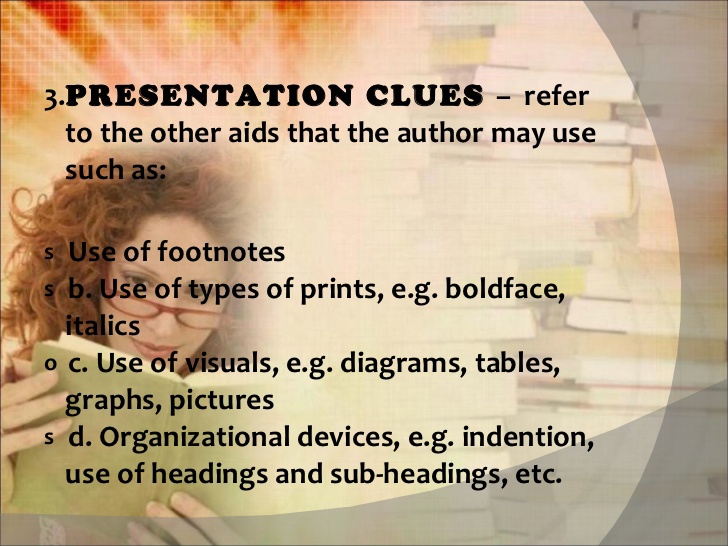 3.PRESENTATION CLUES – refer
to the other aids that the author may use
such as:
s Use of footnotes
s b. Use of types of prints, e.g. boldface,
italics
o c. Use of visuals, e.g. diagrams, tables,
graphs, pictures
s d. Organizational devices, e.g. indention,
use of headings and sub-headings, etc.